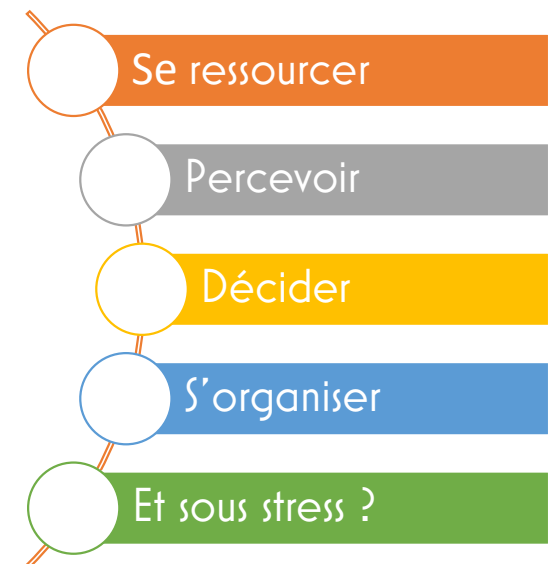 Se ressourcer
Percevoir
Décider
S’organiser
Et sous stress ?